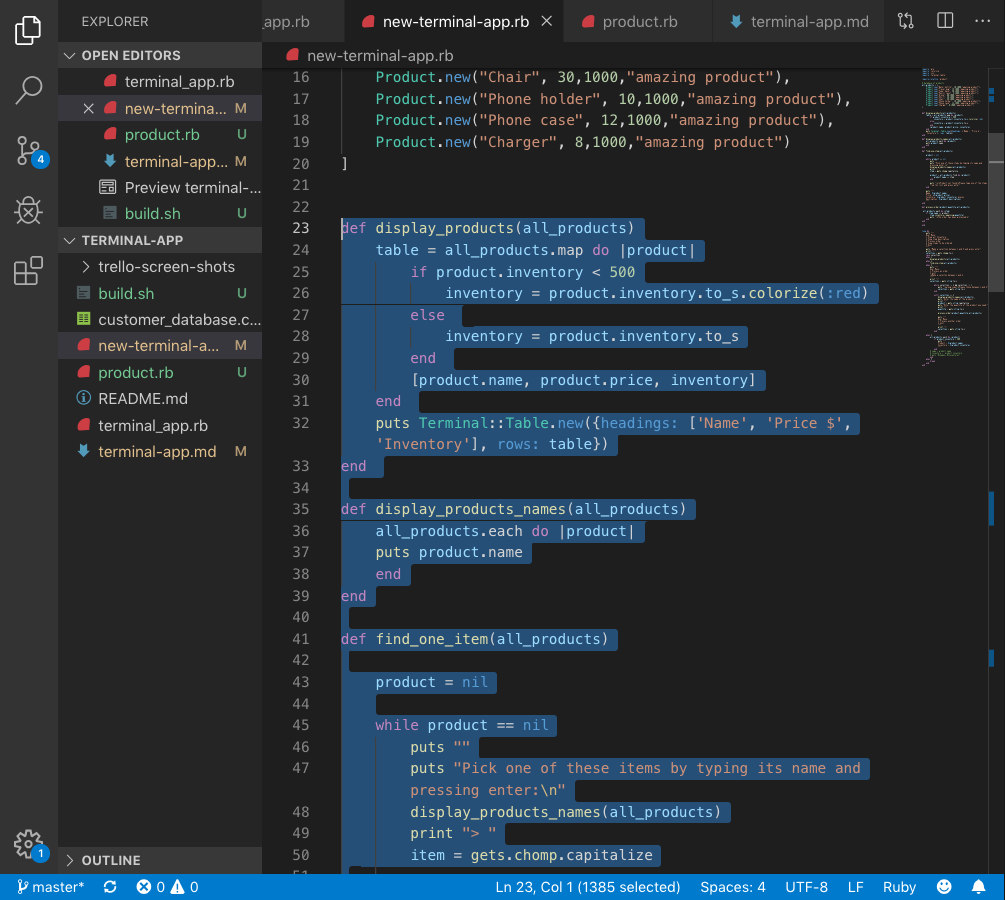 EXPLORER
_app.rb
new-terminal-app.rb
product.rb
terminal-app.md
OPEN EDITORS
terminal_app.rb
new-termina... M
product.rb U
terminal-app... M
Preview terminal-...
build.sh U
TERMINAL-APP
trello-screen-shots
build.sh U
customer_database.c...
new-terminal-a... M
product.rb U
README.md
terminal_app.rb
terminal-app.md M
OUTLINE
4
1
new-terminal-app.rb
16 Product.new("Chair", 30,1000,"amazing product"),
17 Product.new("Phone holder", 10,1000,"amazing product"),
18 Product.new("Phone case", 12,1000,"amazing product"),
19 Product.new("Charger", 8,1000,"amazing product")
20 ]
21
22
23 def display_products(all_products)
24 table = all_products.map do |product|
25 if product.inventory < 500
26 inventory = product.inventory.to_s.colorize(:red)
27 else
28 inventory = product.inventory.to_s
29 end
30 [product.name, product.price, inventory]
31 end
32 puts Terminal::Table.new({headings: ['Name', 'Price $',
'Inventory'], rows: table})
33 end
34
35 def display_products_names(all_products)
36 all_products.each do |product|
37 puts product.name
38 end
39 end
40
41 def find_one_item(all_products)
42
43 product = nil
44
45 while product == nil
46 puts ""
47 puts "Pick one of these items by typing its name and
pressing enter:\n"
48 display_products_names(all_products)
49 print "> "
50 item = gets.chomp.capitalize
master* 0 0 Ln 23, Col 1 (1385 selected) Spaces: 4 UTF-8 LF Ruby